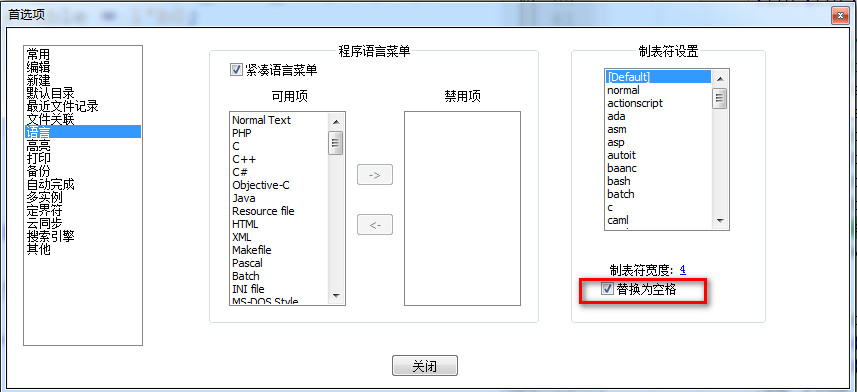 首选项
常用
编辑
新建
默认目录
最近文件记录
文件关联
语言
高亮
打印
备份
自动完成
多实例
定界符
云同步
搜索引擎
其他
程序语言菜单
紧凑语言菜单
可用项
禁用项
Normal Text
PHP
C
C++
C#
Objective-C
Java
Resource file
HTML
XML
Makefile
Pascal
Batch
INI file
MS-DOS Style
->
<-
制表符设置
[Default]
normal
actionscript
ada
asm
asp
autoit
baanc
bash
batch
c
caml
制表符宽度: 4
替换为空格
关闭